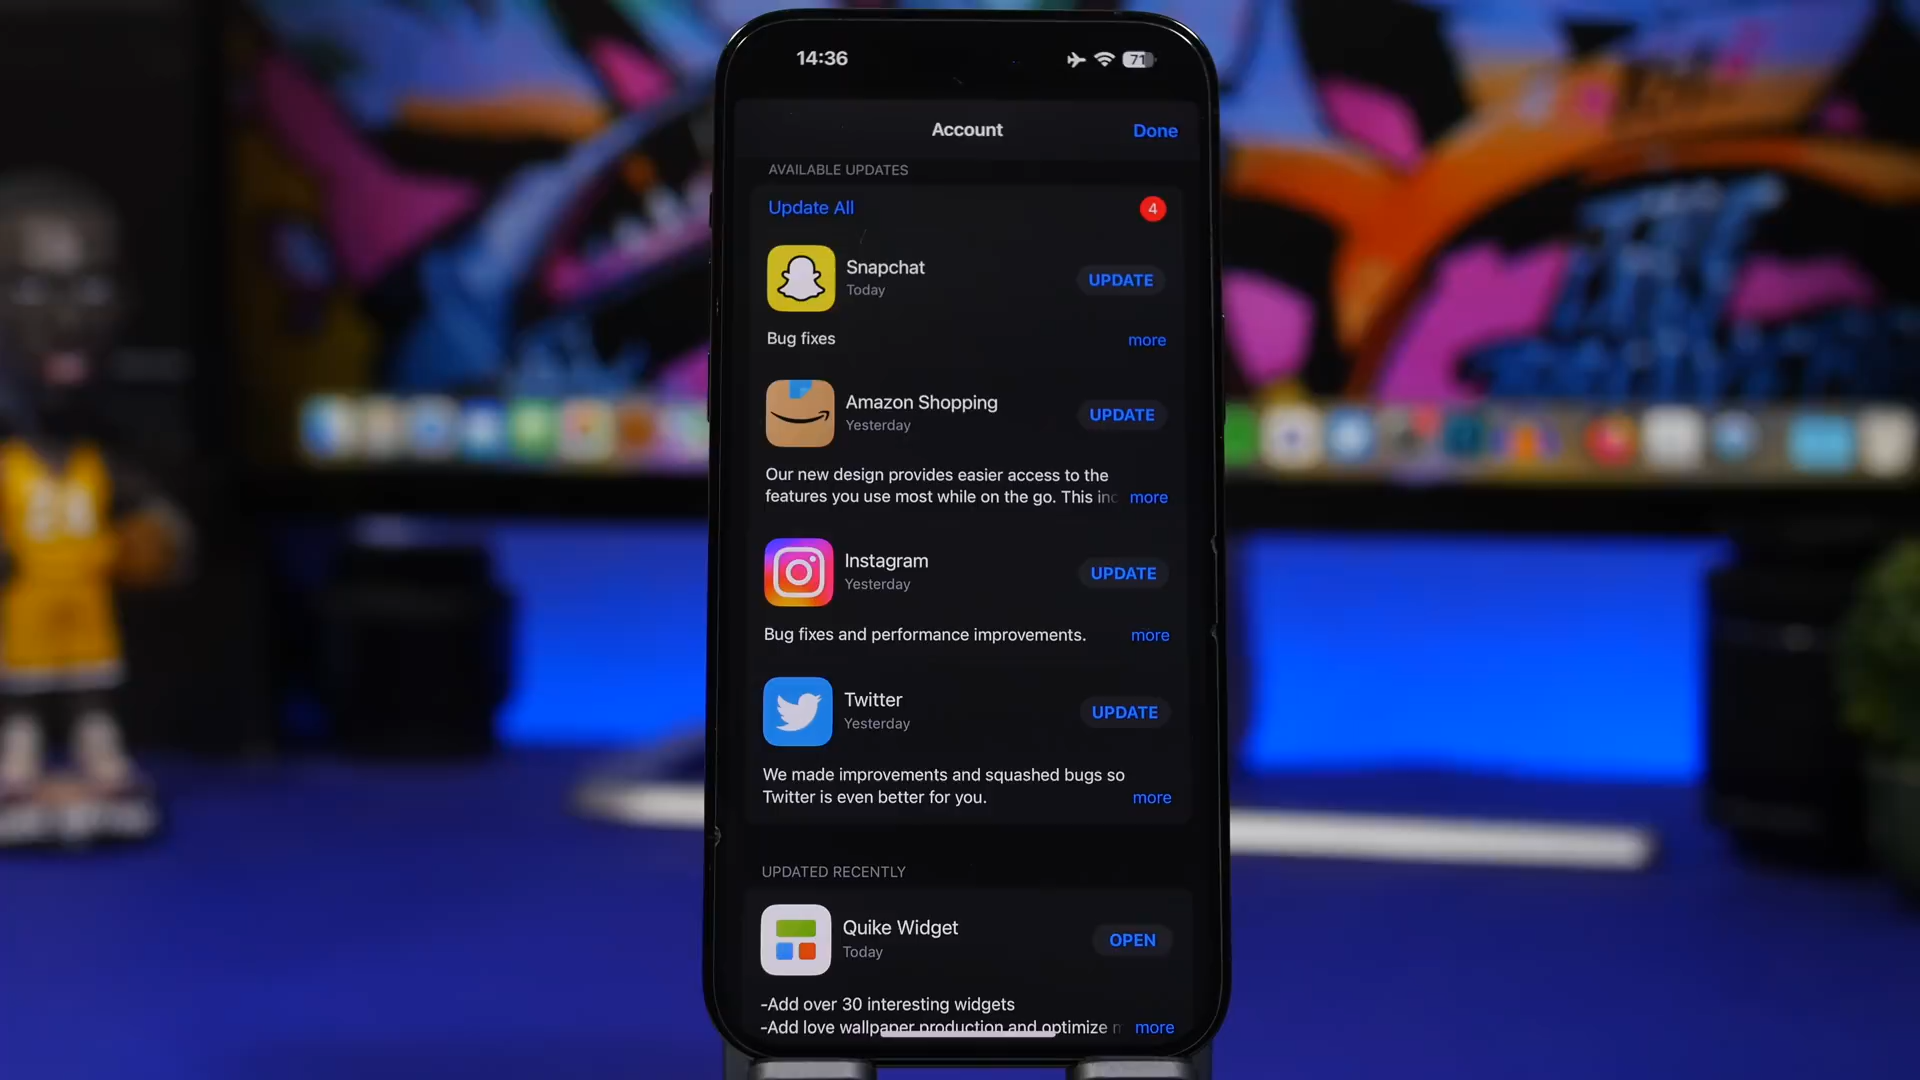 14:36
71
Account
Done
AVAILABLE UPDATES
Update All
4
Snapchat
Today
UPDATE
Bug fixes
more
Amazon Shopping
Yesterday
UPDATE
Our new design provides easier access to the
features you use most while on the go. This inc
more
Instagram
Yesterday
UPDATE
Bug fixes and performance improvements.
more
Twitter
Yesterday
UPDATE
We made improvements and squashed bugs so
Twitter is even better for you.
more
UPDATED RECENTLY
Quike Widget
Today
OPEN
-Add over 30 interesting widgets
-Add love wallpaper production and optimize
more